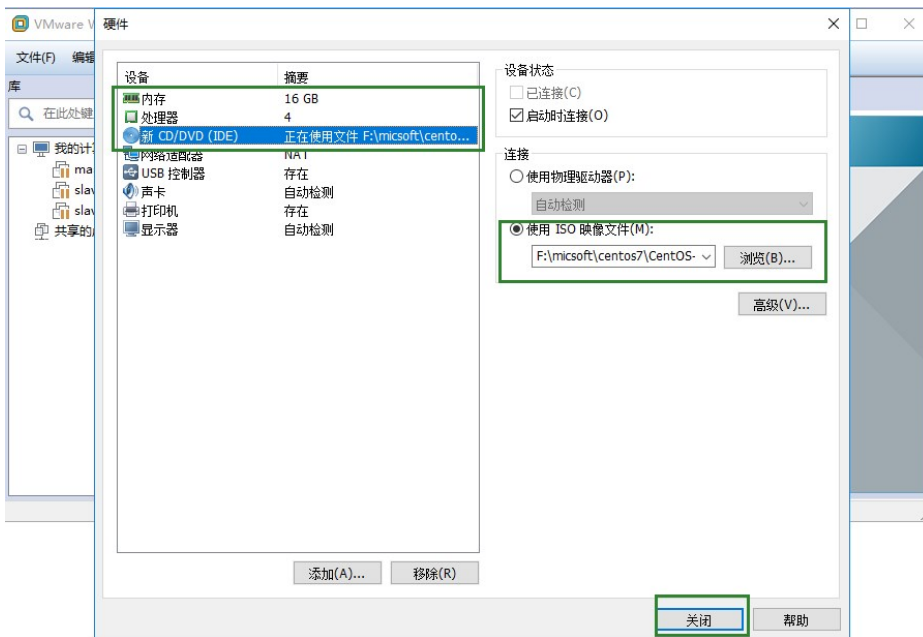 VMware
硬件
文件(F)
库
在此处键
我的计
ma
slav
slav
共享的
设备 摘要
内存 16 GB
处理器 4
新 CD/DVD (IDE) 正在使用文件 F:\micsoft\cento...
网络适配器 NAT
USB 控制器 存在
声卡 自动检测
打印机 存在
显示器 自动检测
添加(A)... 移除(R)
设备状态
已连接(C)
启动时连接(O)
连接
使用物理驱动器(P):
自动检测
使用 ISO 映像文件(M):
F:\micsoft\centos7\CentOS-
浏览(B)...
高级(V)...
关闭 帮助